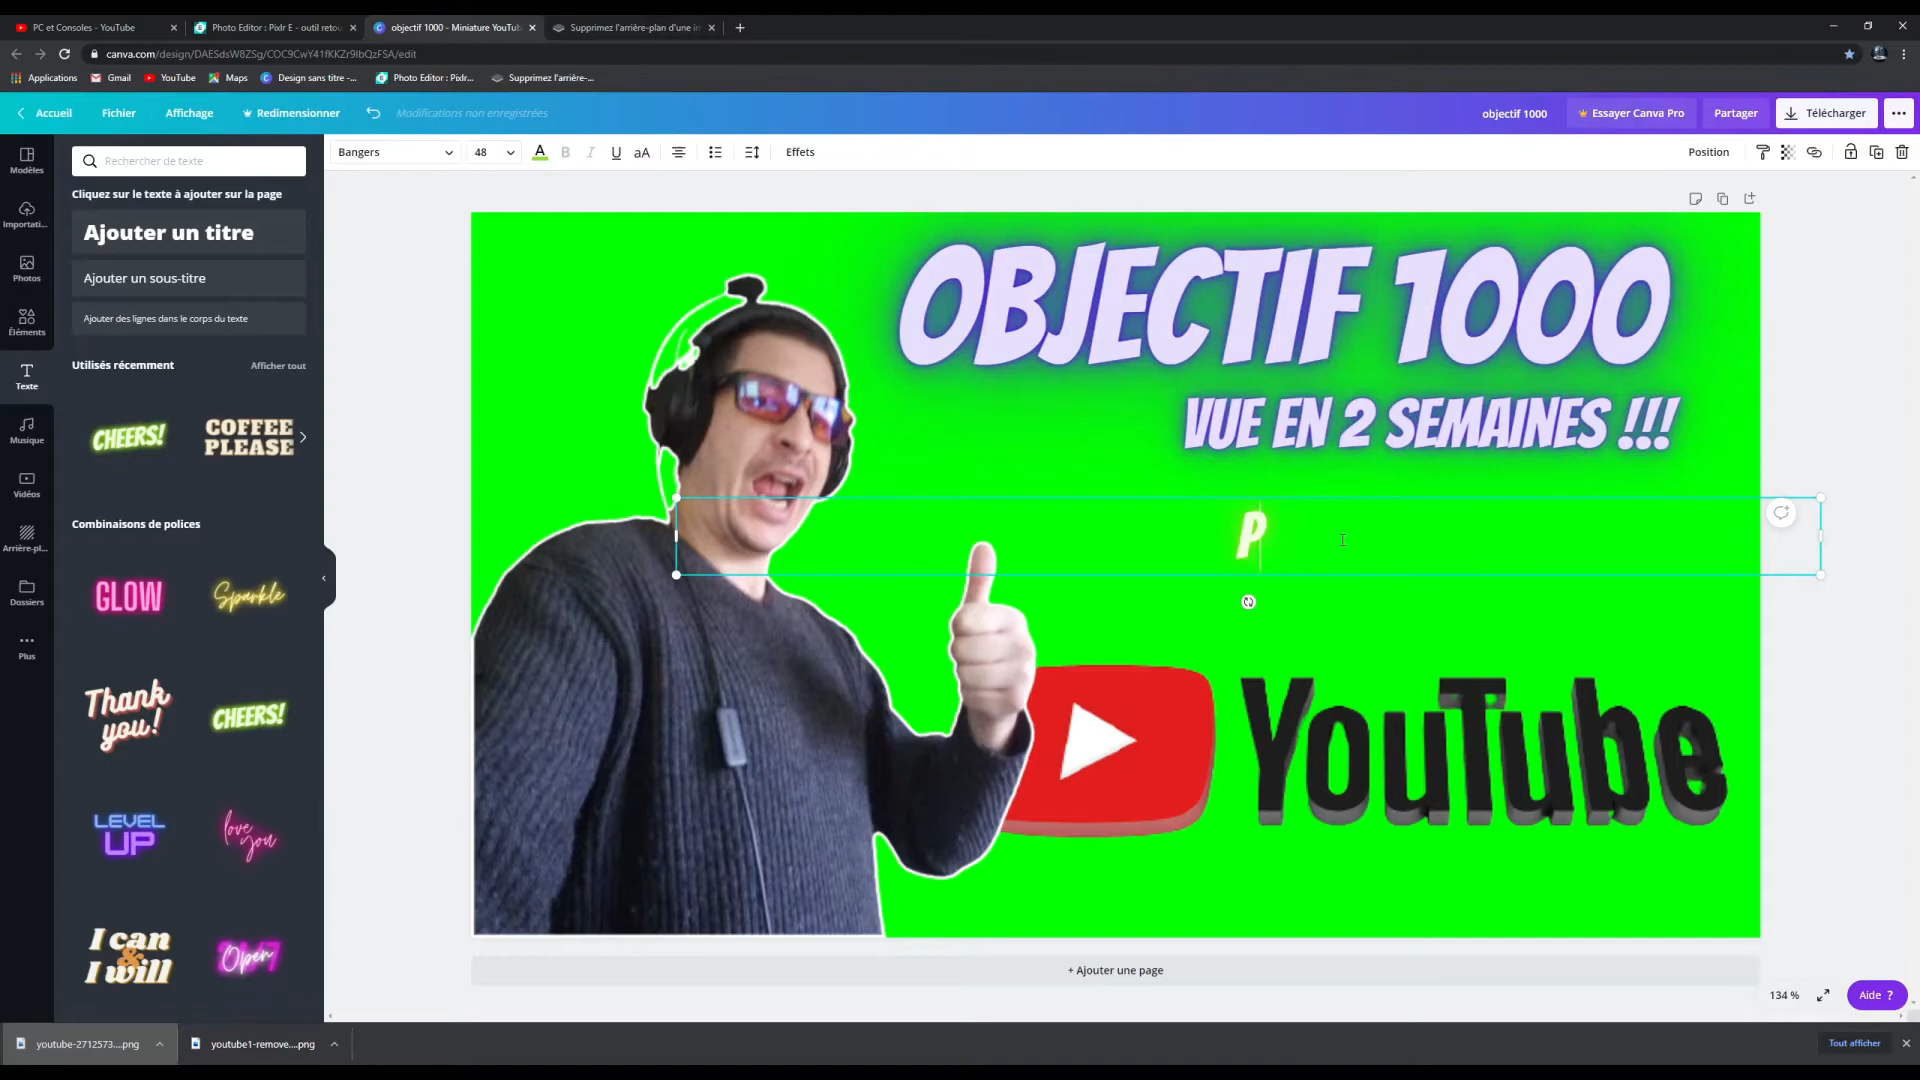 PC et Consoles - YouTube
Photo Editor : Pixlr E - outil retou
objectif 1000 - Miniature YouTub
Supprimez l'arrière-plan d'une in
canva.com/design/DAESdsW8ZSg/COC9CwY41fKKZr9IbQzFSA/edit
Applications
Gmail
YouTube
Maps
Design sans titre -...
Photo Editor : Pixlr...
Supprimez l'arrière-...
Accueil
Fichier
Affichage
Redimensionner
Modifications non enregistrées
objectif 1000
Essayer Canva Pro
Partager
Télécharger
Bangers
48
A
B
I
U
aA
Effets
Position
Modèles
Importati...
Photos
Éléments
Texte
Musique
Vidéos
Arrière-pl...
Dossiers
Plus
Rechercher de texte
Cliquez sur le texte à ajouter sur la page
Ajouter un titre
Ajouter un sous-titre
Ajouter des lignes dans le corps du texte
Utilisés récemment
Afficher tout
CHEERS!
COFFEE
PLEASE
Combinaisons de polices
GLOW
Sparkle
Thank
you!
CHEERS!
LEVEL
UP
love
you
I can
&
I will
Open
OBJECTIF 1000
VUE EN 2 SEMAINES !!!
P
YouTube
+ Ajouter une page
134 %
Aide ?
youtube-2712573....png
youtube1-remove....png
Tout afficher